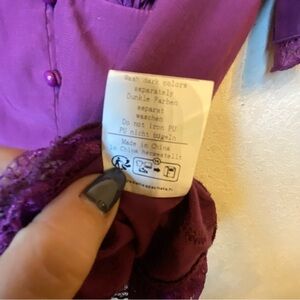 Wash dark colors
separately
Dunkle Farben
separat
waschen
Do not iron PU
PU nicht bügeln
Made in China
in China hergestellt